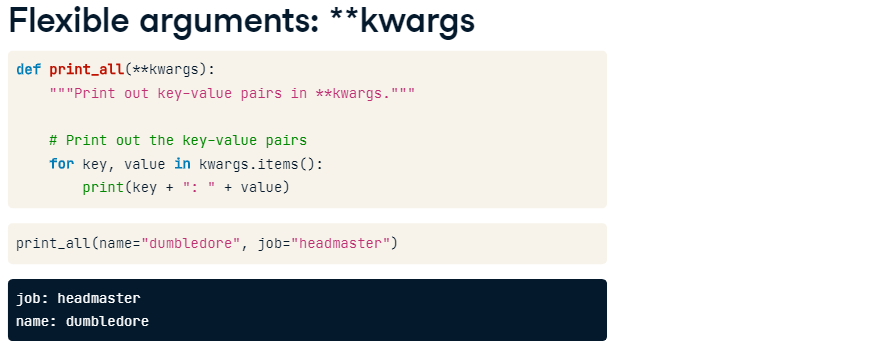 Flexible arguments: **kwargs
def print_all(**kwargs):
    """Print out key-value pairs in **kwargs."""
    # Print out the key-value pairs
    for key, value in kwargs.items():
        print(key + ": " + value)
print_all(name="dumbledore", job="headmaster")
job: headmaster
name: dumbledore